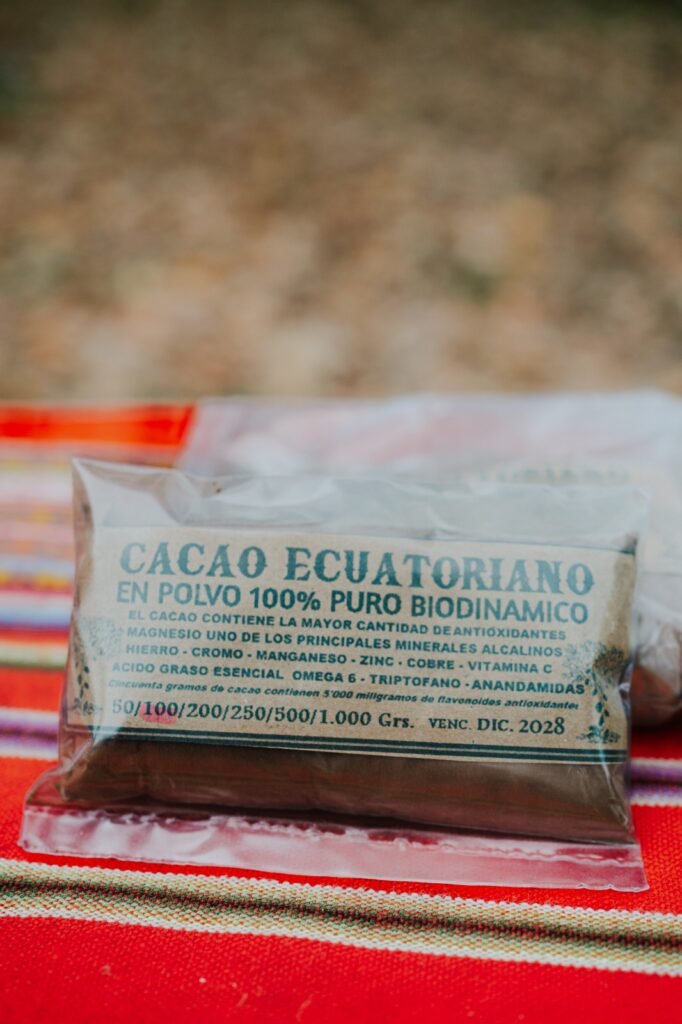 CACAO ECUATORIANO
EN POLVO 100% PURO BIODINAMICO
EL CACAO CONTIENE LA MAYOR CANTIDAD DE ANTIOXIDANTES
MAGNESIO UNO DE LOS PRINCIPALES MINERALES ALCALINOS
HIERRO - CROMO - MANGANESO - ZINC - COBRE - VITAMINA C
ACIDO GRASO ESENCIAL OMEGA 6 - TRIPTOFANO - ANANDAMIDAS
Cincuenta gramos de cacao contienen 5'000 miligramos de flavonoides antioxidantes
50/100/200/250/500/1.000 Grs. VENC. DIC. 2028